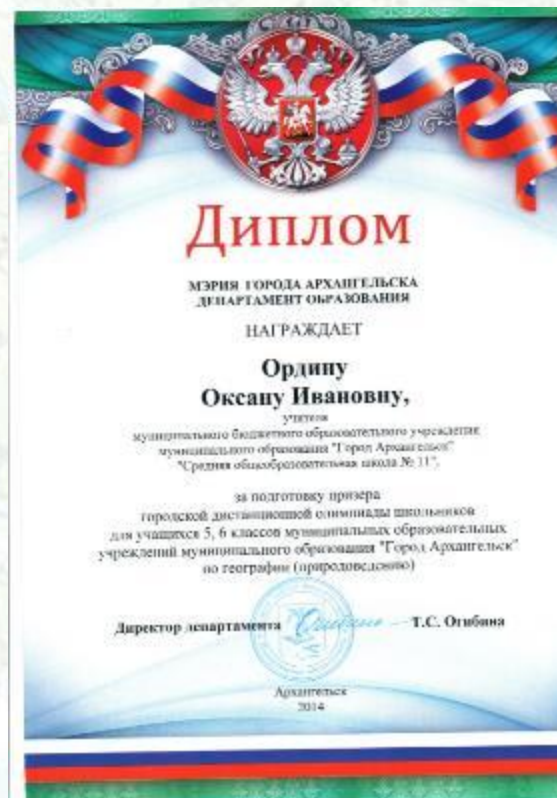 Диплом
МЭРИЯ ГОРОДА АРХАНГЕЛЬСКА
ДЕПАРТАМЕНТ ОБРАЗОВАНИЯ
НАГРАЖДАЕТ
Ордину
Оксану Ивановну,
учителя
муниципального бюджетного образовательного учреждения
муниципального образования "Город Архангельск"
"Средняя общеобразовательная школа № 11",
за подготовку призера
городской дистанционной олимпиады школьников
для учащихся 5, 6 классов муниципальных образовательных
учреждений муниципального образования "Город Архангельск"
по географии (природоведению)
Директор департамента Т.С. Огибина
Архангельск
2014